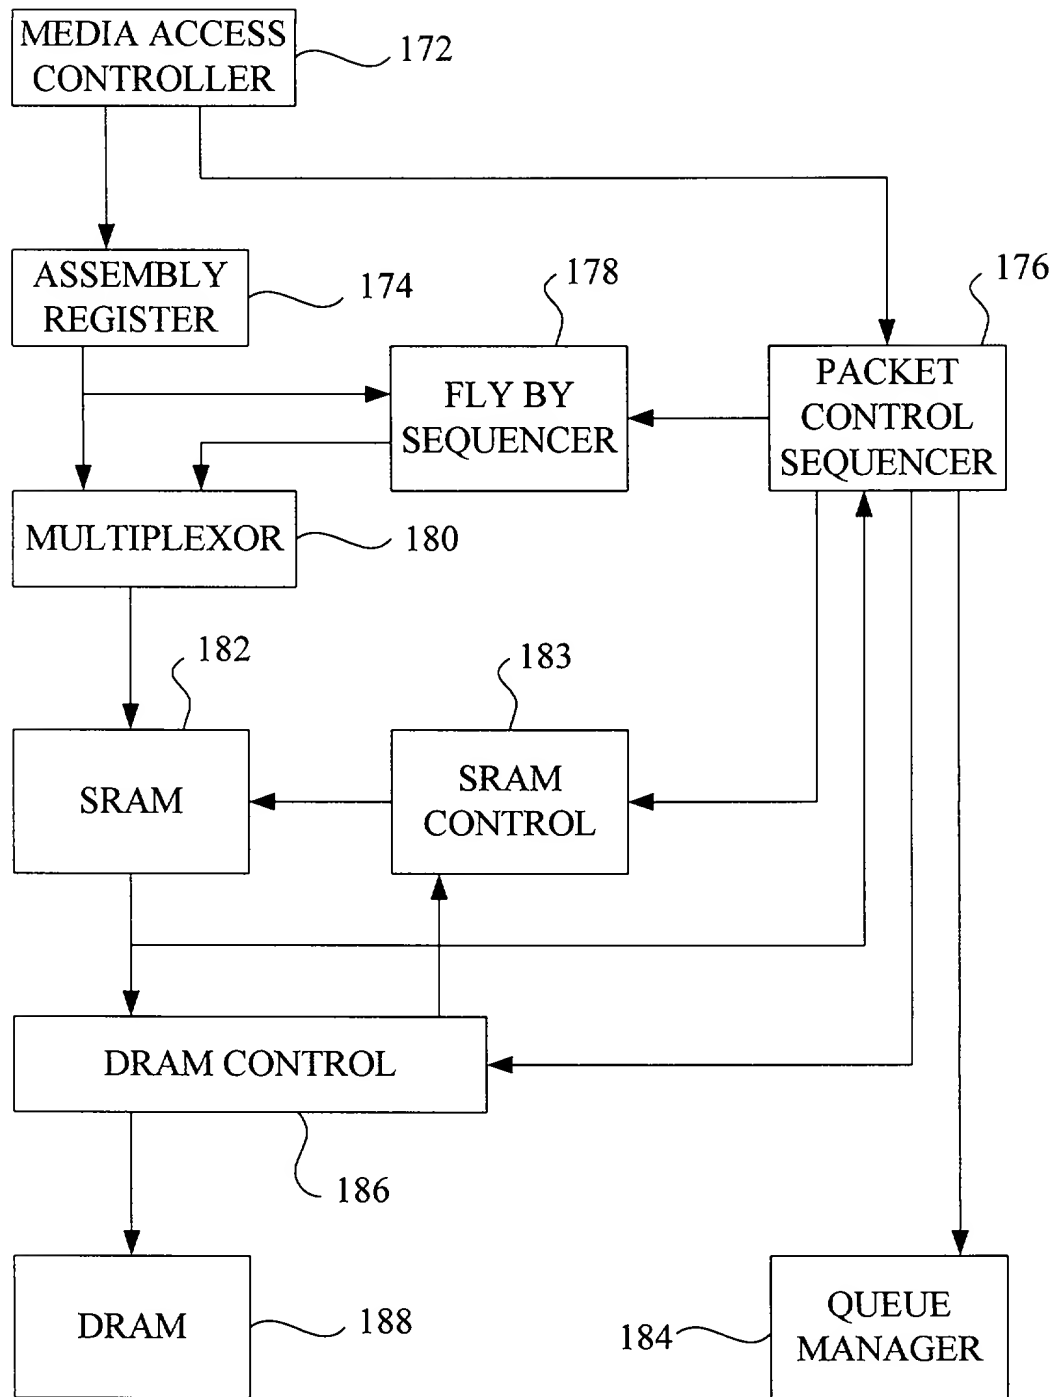 MEDIA ACCESS
CONTROLLER
172
ASSEMBLY
REGISTER
174
178
176
FLY BY
SEQUENCER
PACKET
CONTROL
SEQUENCER
MULTIPLEXOR
180
182
183
SRAM
SRAM
CONTROL
DRAM CONTROL
186
DRAM
188
184
QUEUE
MANAGER